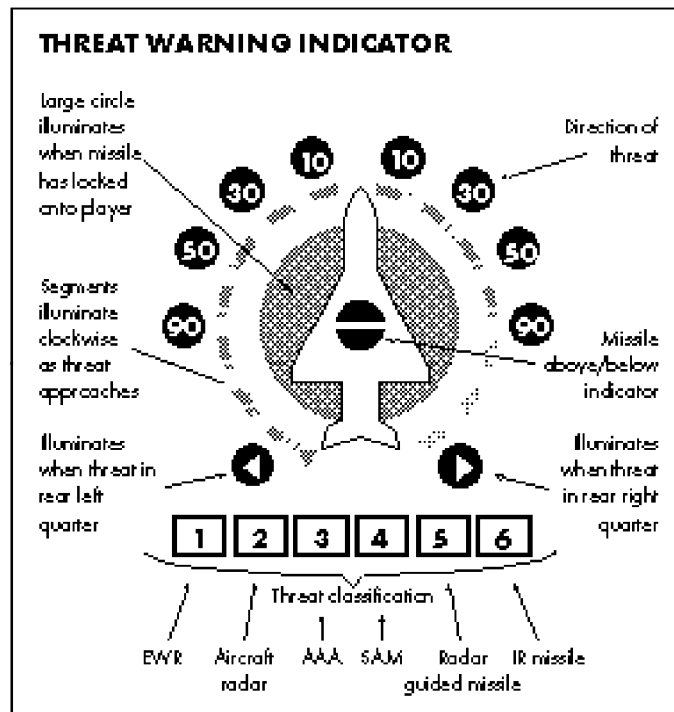 THREAT WARNING INDICATOR
Large circle
illuminates
when missile
has locked
onto player
Direction of
threat
10
10
30
30
50
50
90
90
Segments
illuminate
clockwise
as threat
approaches
Missile
above/below
indicator
Illuminates
when threat in
rear left
quarter
Illuminates
when threat
in rear right
quarter
1 2 3 4 5 6
Threat classification
EWR
Aircraft
radar
AAA
SAM
Radar
guided missile
IR missile